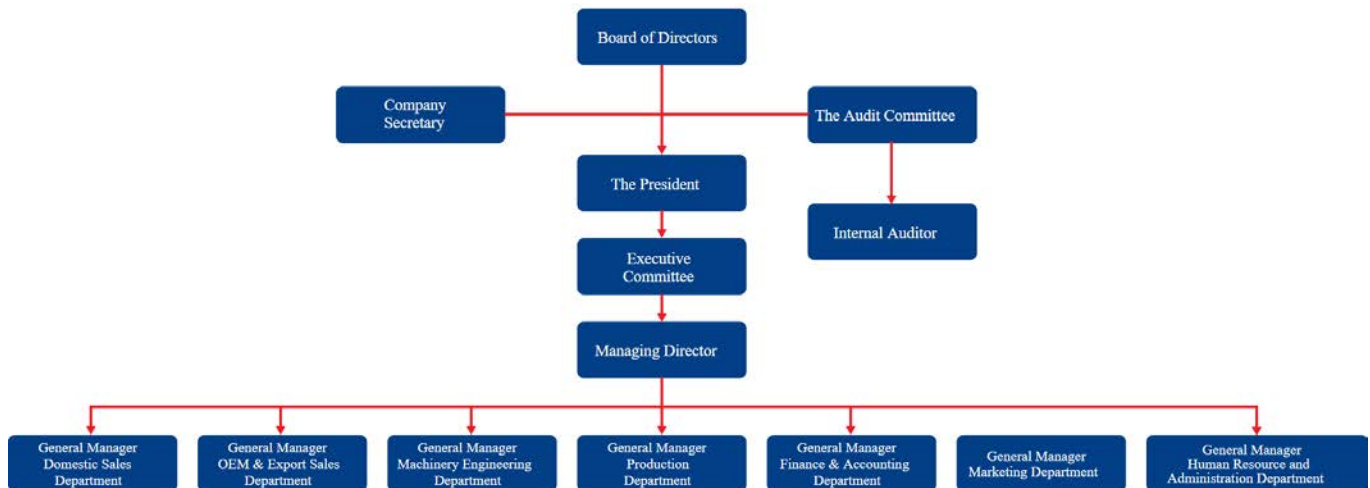 Board of Directors
Company
Secretary
The Audit Committee
The President
Internal Auditor
Executive
Committee
Managing Director
General Manager
Domestic Sales
Department
General Manager
OEM & Export Sales
Department
General Manager
Machinery Engineering
Department
General Manager
Production
Department
General Manager
Finance & Accounting
Department
General Manager
Marketing Department
General Manager
Human Resource and
Administration Department